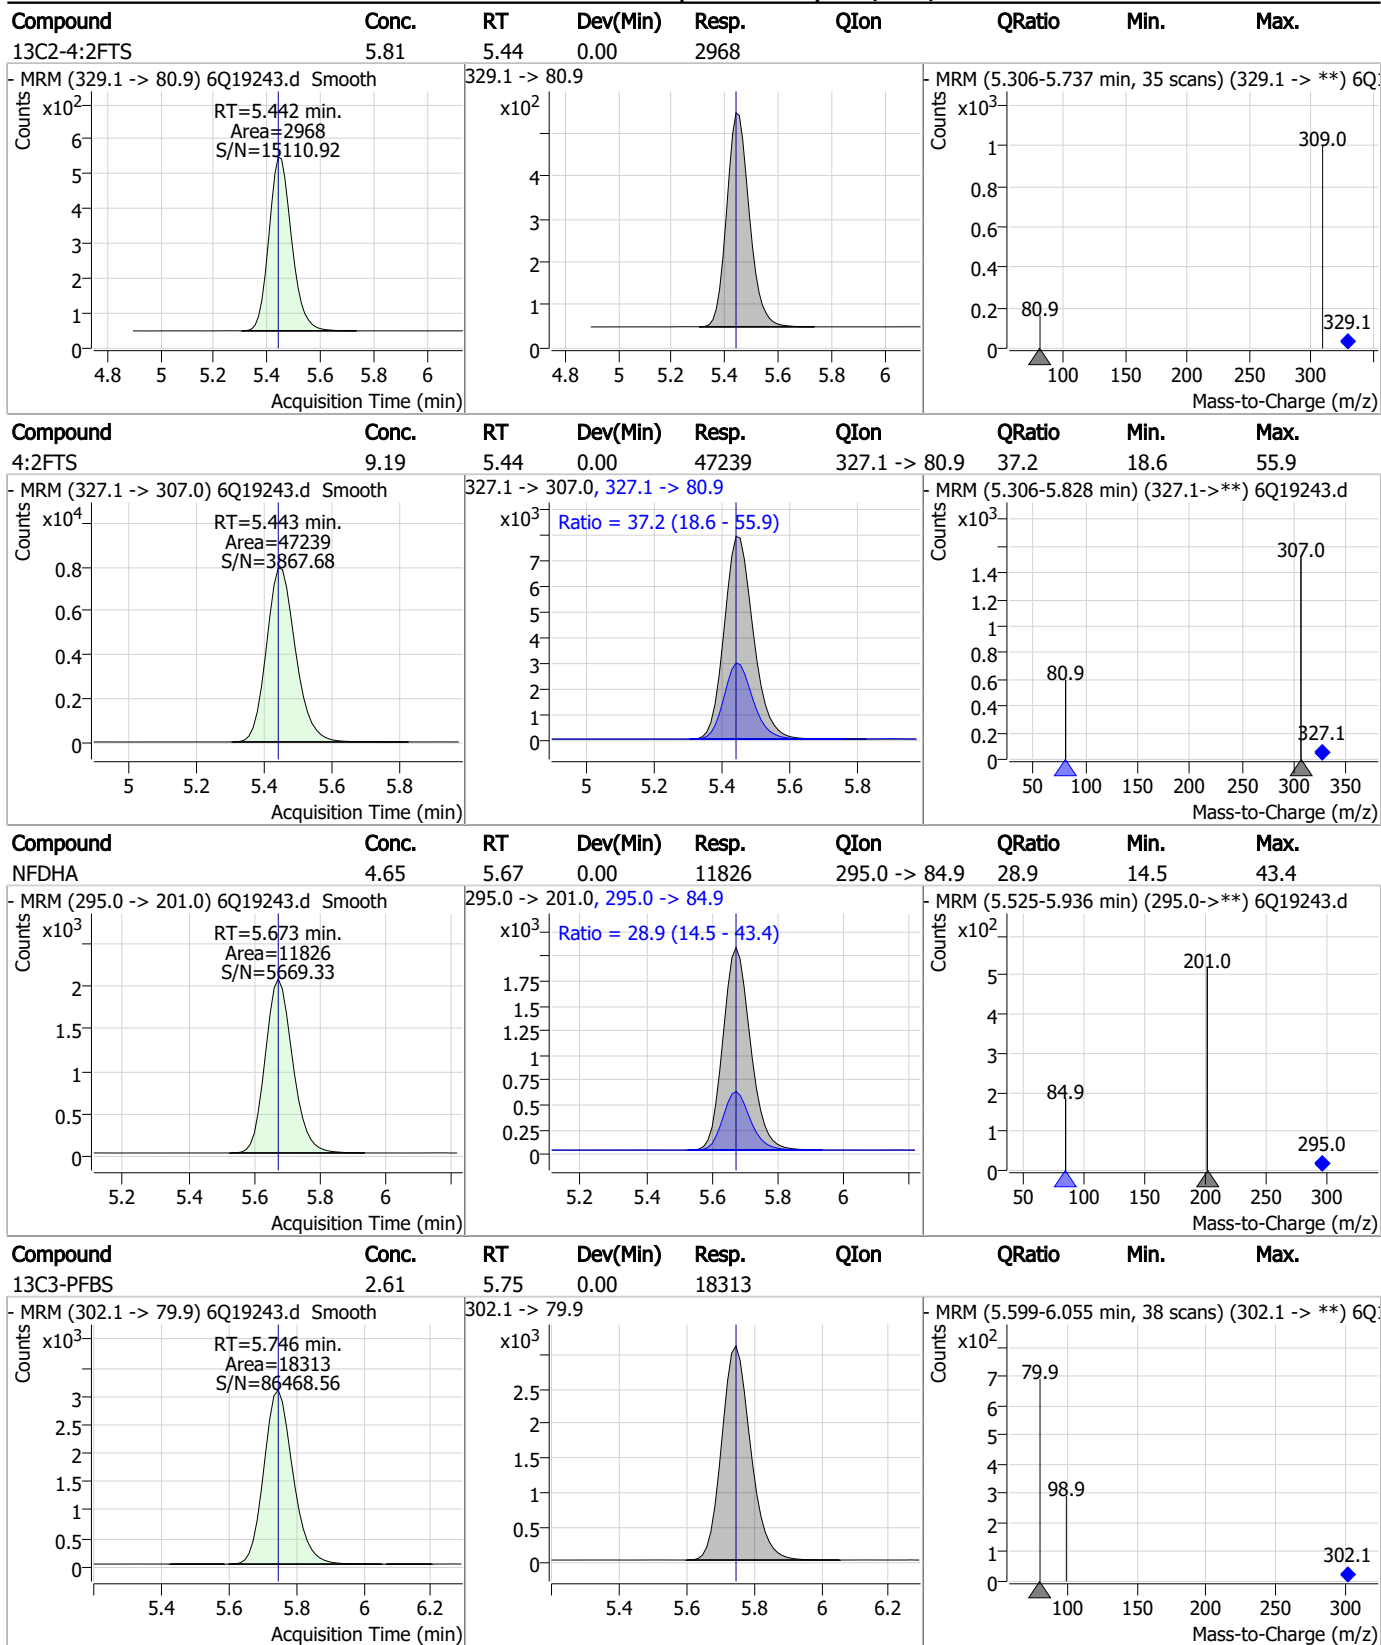 Compound Conc. RT Dev(Min) Resp. QIon QRatio Min. Max.
13C2-4:2FTS 5.81 5.44 0.00 2968
- MRM (329.1 -> 80.9) 6Q19243.d Smooth
Counts
x10²
RT=5.442 min.
Area=2968
S/N=15110.92
6
5
4
3
2
1
0
4.8 5 5.2 5.4 5.6 5.8 6
Acquisition Time (min)
329.1 -> 80.9
x10²
4
3
2
1
0
4.8 5 5.2 5.4 5.6 5.8 6
- MRM (5.306-5.737 min, 35 scans) (329.1 -> **) 6Q1
Counts
x10³
309.0
1
0.8
0.6
0.4
0.2
0
80.9
329.1
100 150 200 250 300
Mass-to-Charge (m/z)
Compound Conc. RT Dev(Min) Resp. QIon QRatio Min. Max.
4:2FTS 9.19 5.44 0.00 47239 327.1 -> 80.9 37.2 18.6 55.9
- MRM (327.1 -> 307.0) 6Q19243.d Smooth
Counts
x10⁴
RT=5.443 min.
Area=47239
S/N=3867.68
0.8
0.6
0.4
0.2
0
5 5.2 5.4 5.6 5.8
Acquisition Time (min)
327.1 -> 307.0, 327.1 -> 80.9
x10³
Ratio = 37.2 (18.6 - 55.9)
7
6
5
4
3
2
1
0
5 5.2 5.4 5.6 5.8
- MRM (5.306-5.828 min) (327.1->**) 6Q19243.d
Counts
x10³
307.0
1.4
1.2
1
0.8
0.6
0.4
0.2
0
80.9
327.1
50 100 150 200 250 300 350
Mass-to-Charge (m/z)
Compound Conc. RT Dev(Min) Resp. QIon QRatio Min. Max.
NFDHA 4.65 5.67 0.00 11826 295.0 -> 84.9 28.9 14.5 43.4
- MRM (295.0 -> 201.0) 6Q19243.d Smooth
Counts
x10³
RT=5.673 min.
Area=11826
S/N=5669.33
2
1.5
1
0.5
0
5.2 5.4 5.6 5.8 6
Acquisition Time (min)
295.0 -> 201.0, 295.0 -> 84.9
x10³
Ratio = 28.9 (14.5 - 43.4)
1.75
1.5
1.25
1
0.75
0.5
0.25
0
5.2 5.4 5.6 5.8 6
- MRM (5.525-5.936 min) (295.0->**) 6Q19243.d
Counts
x10²
201.0
5
4
3
2
1
0
84.9
295.0
50 100 150 200 250 300
Mass-to-Charge (m/z)
Compound Conc. RT Dev(Min) Resp. QIon QRatio Min. Max.
13C3-PFBS 2.61 5.75 0.00 18313
- MRM (302.1 -> 79.9) 6Q19243.d Smooth
Counts
x10³
RT=5.746 min.
Area=18313
S/N=86468.56
3
2.5
2
1.5
1
0.5
0
5.4 5.6 5.8 6 6.2
Acquisition Time (min)
302.1 -> 79.9
x10³
2.5
2
1.5
1
0.5
0
5.4 5.6 5.8 6 6.2
- MRM (5.599-6.055 min, 38 scans) (302.1 -> **) 6Q1
Counts
x10²
79.9
7
6
5
4
3
2
1
0
98.9
302.1
100 150 200 250 300
Mass-to-Charge (m/z)